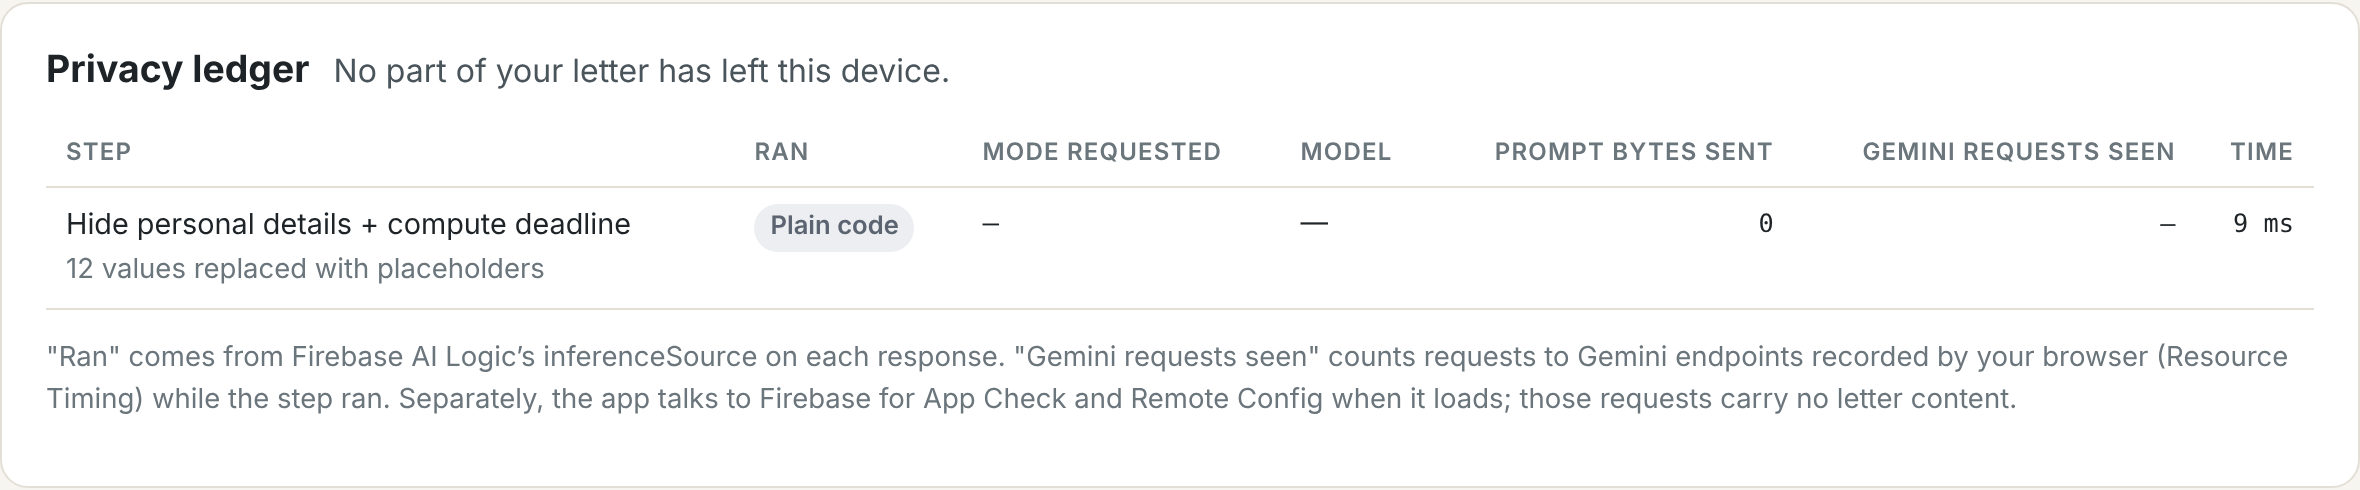 Privacy ledger No part of your letter has left this device.
STEP RAN MODE REQUESTED MODEL PROMPT BYTES SENT GEMINI REQUESTS SEEN TIME
Hide personal details + compute deadline Plain code – — 0 – 9 ms
12 values replaced with placeholders
"Ran" comes from Firebase AI Logic’s inferenceSource on each response. "Gemini requests seen" counts requests to Gemini endpoints recorded by your browser (Resource
Timing) while the step ran. Separately, the app talks to Firebase for App Check and Remote Config when it loads; those requests carry no letter content.